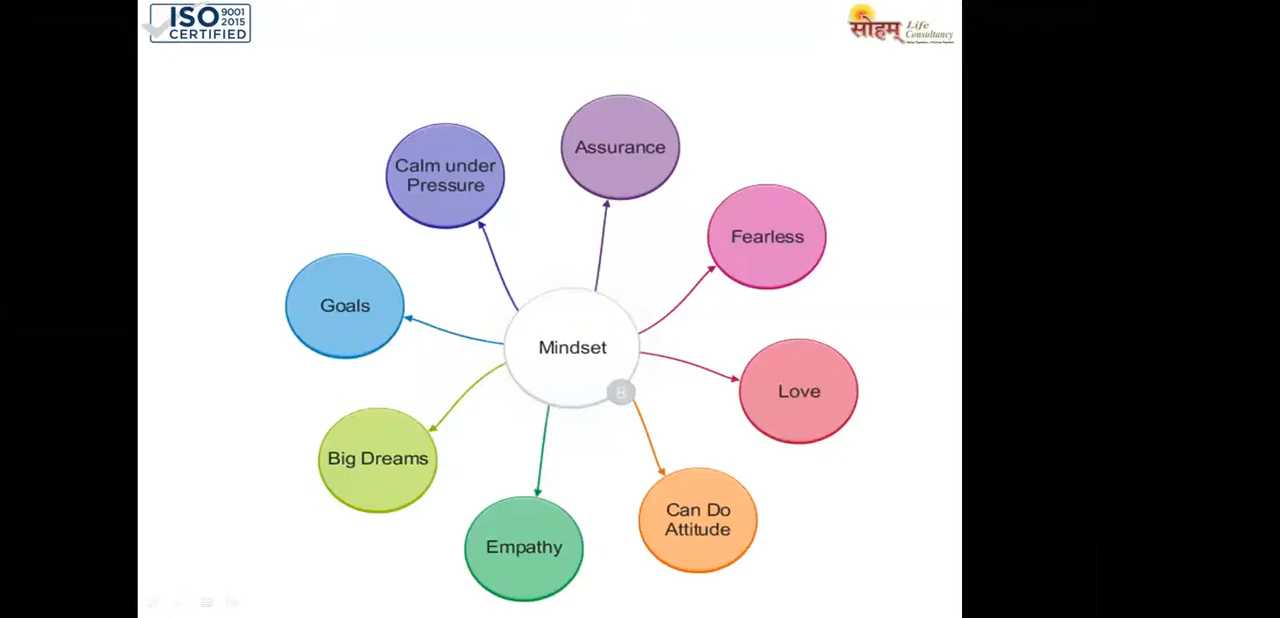 ISO 9001
2015
CERTIFIED
सोहम् Life
Consultancy
Assurance
Calm under
Pressure
Fearless
Goals
Mindset
8
Love
Big Dreams
Can Do
Attitude
Empathy